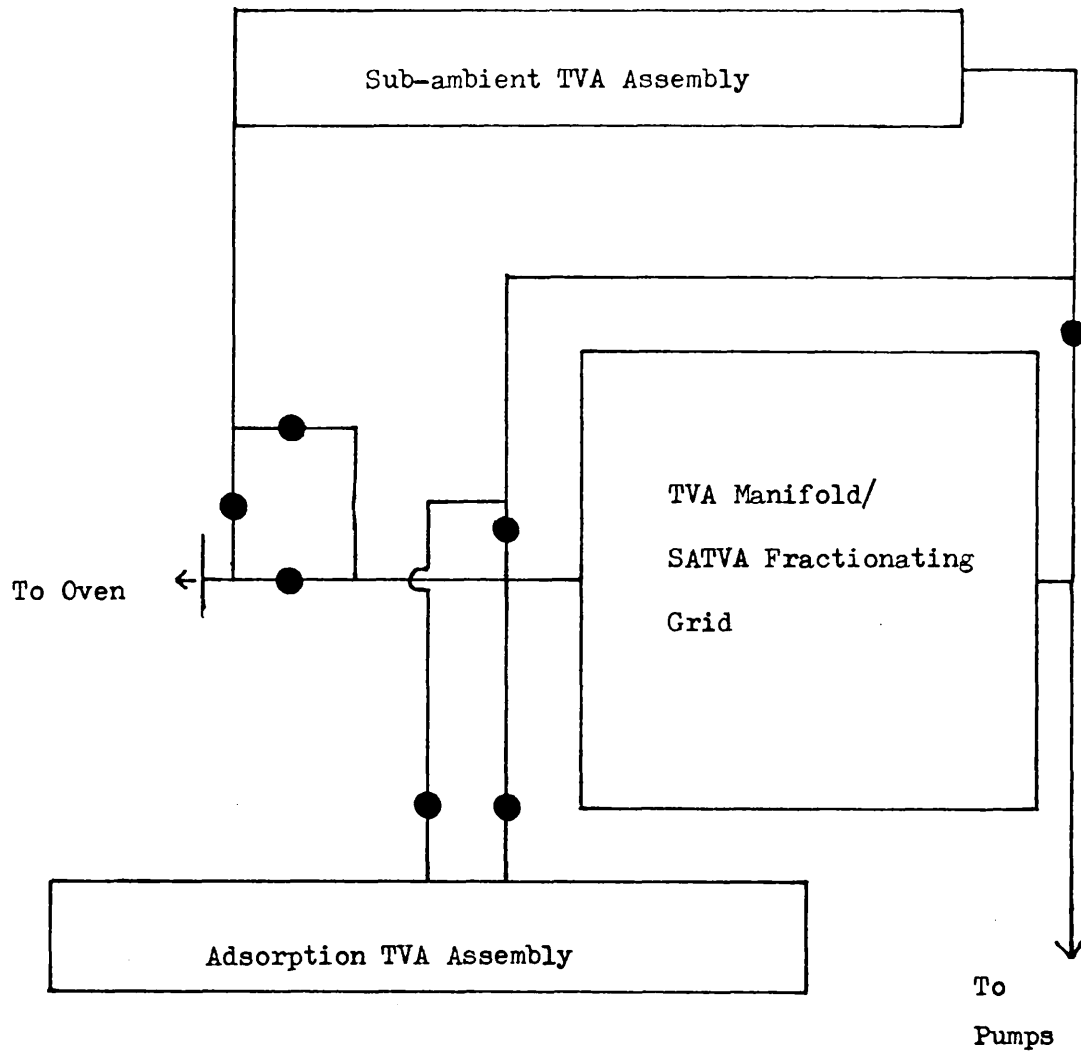 Sub-ambient TVA Assembly
TVA Manifold/
SATVA Fractionating
Grid
To Oven
Adsorption TVA Assembly
To
Pumps